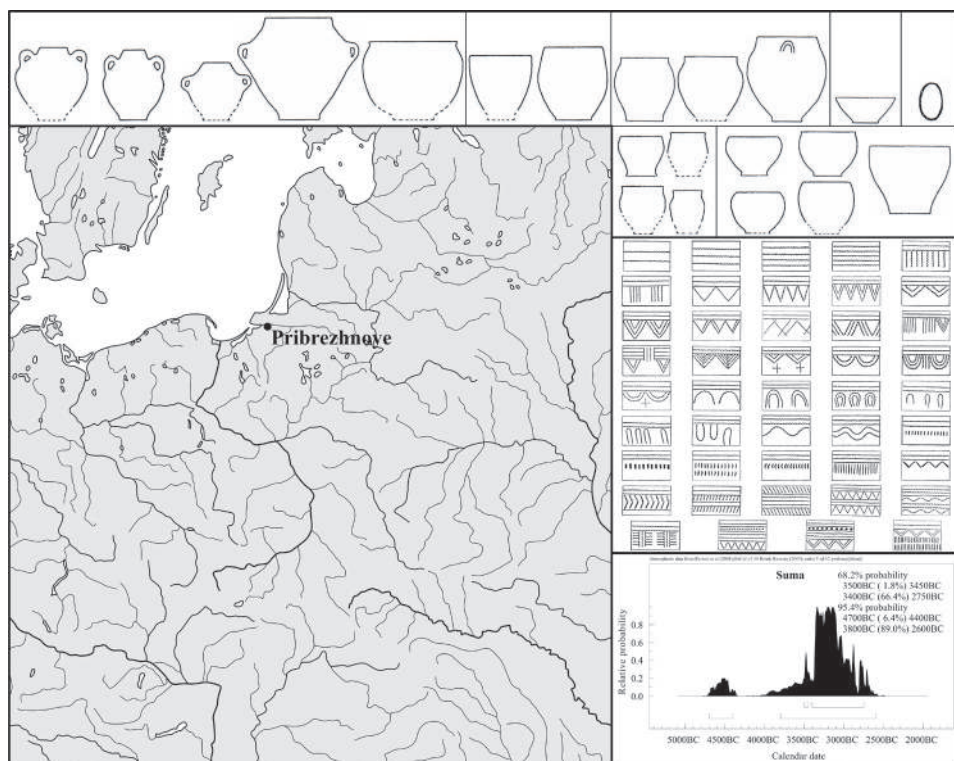 Pribrezhnoye
Suma
68.2% probability
3500BC ( 1.8%) 3450BC
3400BC (66.4%) 2750BC
95.4% probability
4700BC ( 6.4%) 4400BC
3800BC (89.0%) 2600BC
Relative probability
0.8
0.6
0.4
0.2
0.0
5000BC 4500BC 4000BC 3500BC 3000BC 2500BC 2000BC
Calendar date